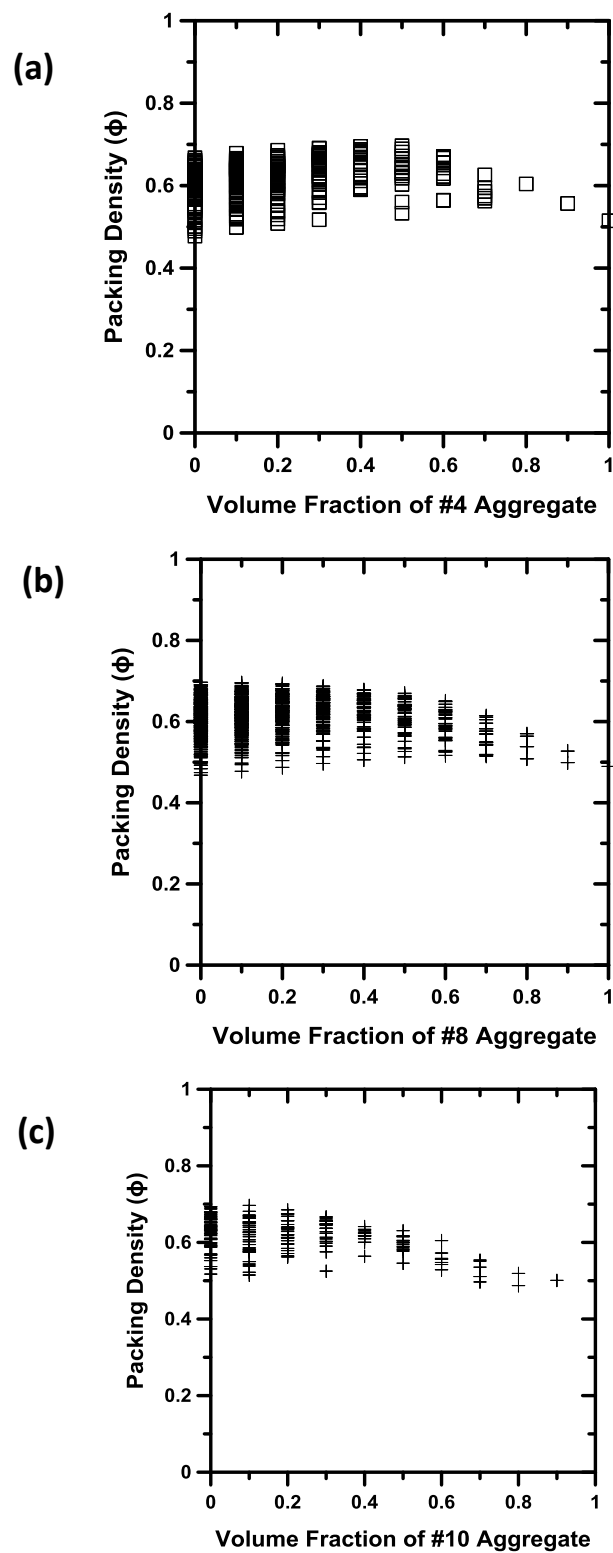 (a)
Packing Density (ϕ)
1
0.8
0.6
0.4
0.2
0
0 0.2 0.4 0.6 0.8 1
Volume Fraction of #4 Aggregate
(b)
Packing Density (ϕ)
1
0.8
0.6
0.4
0.2
0
0 0.2 0.4 0.6 0.8 1
Volume Fraction of #8 Aggregate
(c)
Packing Density (ϕ)
1
0.8
0.6
0.4
0.2
0
0 0.2 0.4 0.6 0.8 1
Volume Fraction of #10 Aggregate